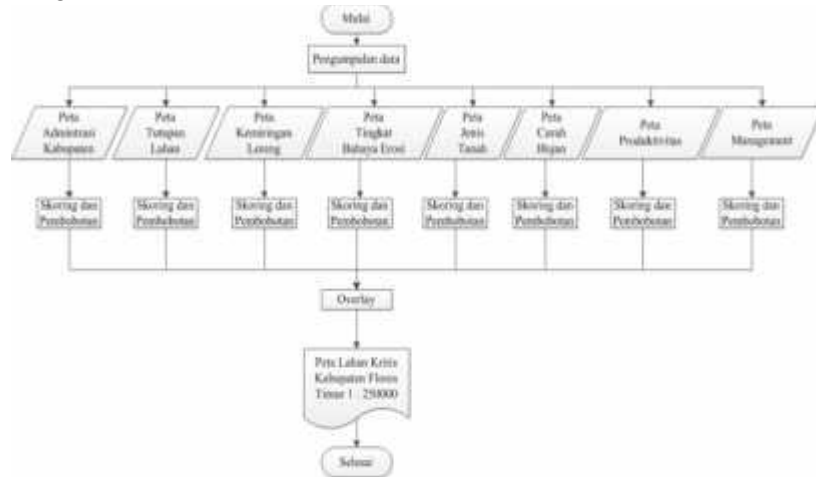 Mulai
Pengumpulan data
Peta
Admintrasi
Kabupaten
Peta
Tutupan
Lahan
Peta
Kemiringan
Lereng
Peta
Tingkat
Bahaya Erosi
Peta
Jenis
Tanah
Peta
Curah
Hujan
Peta
Produktivitas
Peta
Management
Skoring dan
Pembobotan
Skoring dan
Pembobotan
Skoring dan
Pembobotan
Skoring dan
Pembobotan
Skoring dan
Pembobotan
Skoring dan
Pembobotan
Skoring dan
Pembobotan
Skoring dan
Pembobotan
Overlay
Peta Lahan Kritis
Kabupaten Flores
Timur 1 : 250000
Selesai